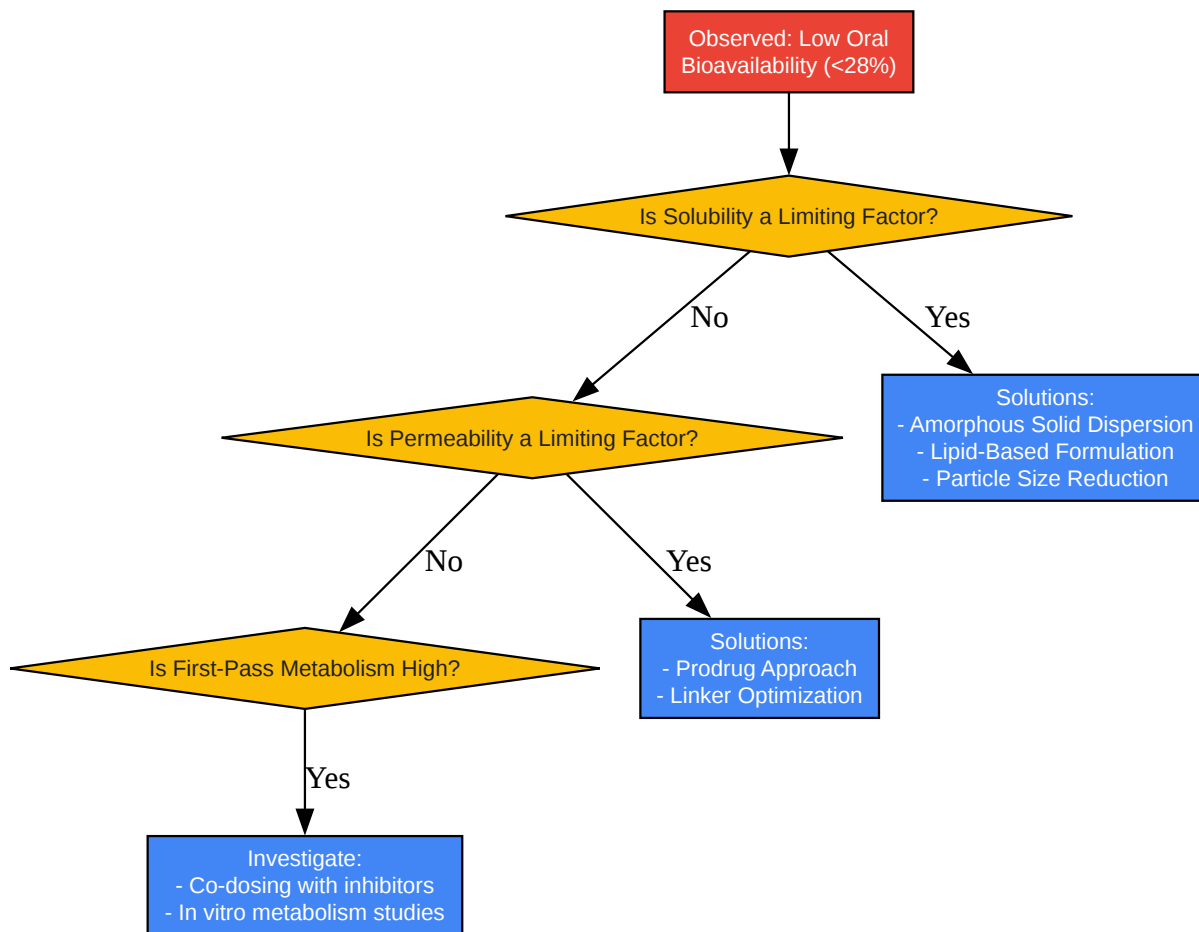 Observed: Low Oral
Bioavailability (<28%)
Is Solubility a Limiting Factor?
No
Yes
Solutions:
- Amorphous Solid Dispersion
- Lipid-Based Formulation
- Particle Size Reduction
Is Permeability a Limiting Factor?
No
Yes
Solutions:
- Prodrug Approach
- Linker Optimization
Is First-Pass Metabolism High?
Yes
Investigate:
- Co-dosing with inhibitors
- In vitro metabolism studies